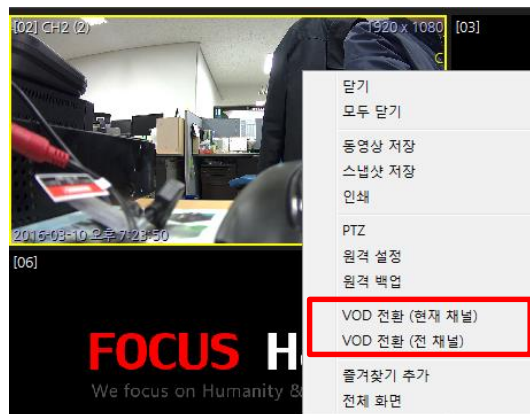 [02] CH2 (2)
1920 x 1080
[03]
C
닫기
모두 닫기
동영상 저장
스냅샷 저장
인쇄
PTZ
원격 설정
원격 백업
VOD 전환 (현재 채널)
VOD 전환 (전 채널)
즐겨찾기 추가
전체 화면
2016-03-10 오후 7:23:50
[06]
FOCUS H
We focus on Humanity &